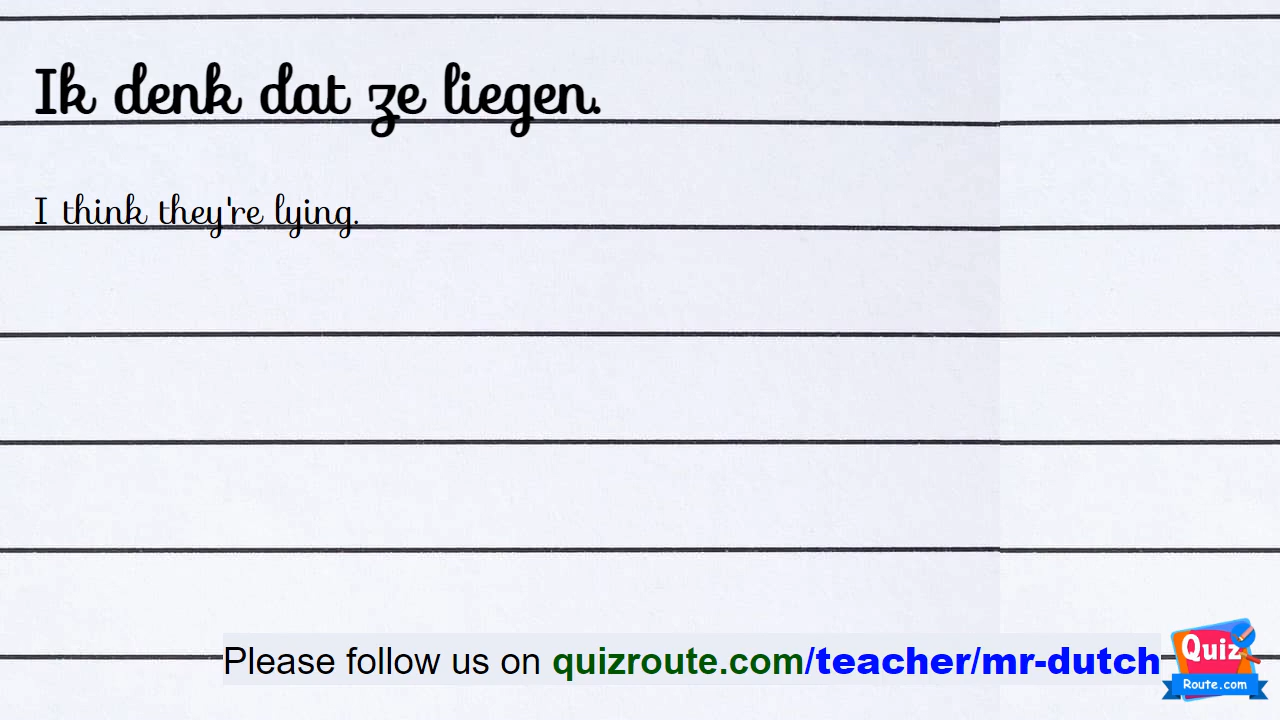 Ik denk dat ze liegen.
I think they're lying.
Please follow us on quizroute.com/teacher/mr-dutch
Quiz
Route.com